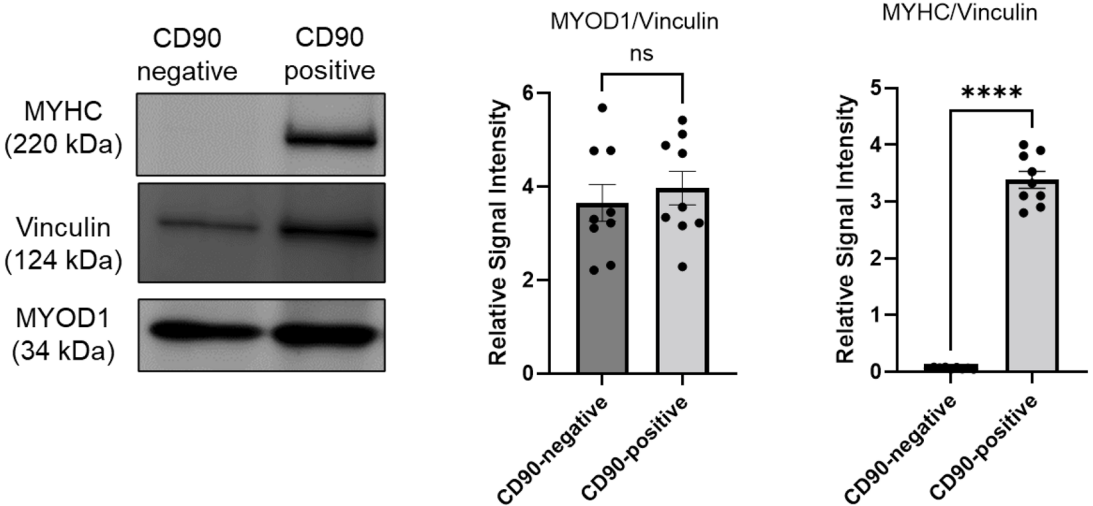 CD90
negative
CD90
positive
MYHC
(220 kDa)
Vinculin
(124 kDa)
MYOD1
(34 kDa)
MYOD1/Vinculin
ns
Relative Signal Intensity
6
4
2
0
CD90-negative
CD90-positive
MYHC/Vinculin
****
Relative Signal Intensity
5
4
3
2
1
0
CD90-negative
CD90-positive